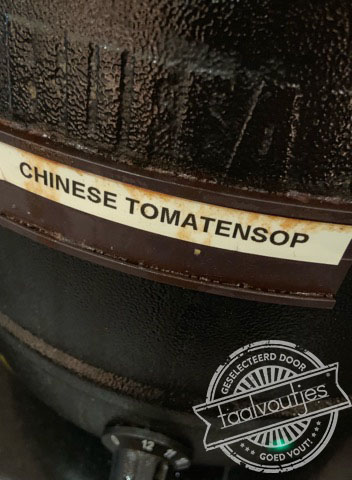 CHINESE TOMATENSOP
GESELECTEERD DOOR
taalvoutjes
GOED VOUT!
12